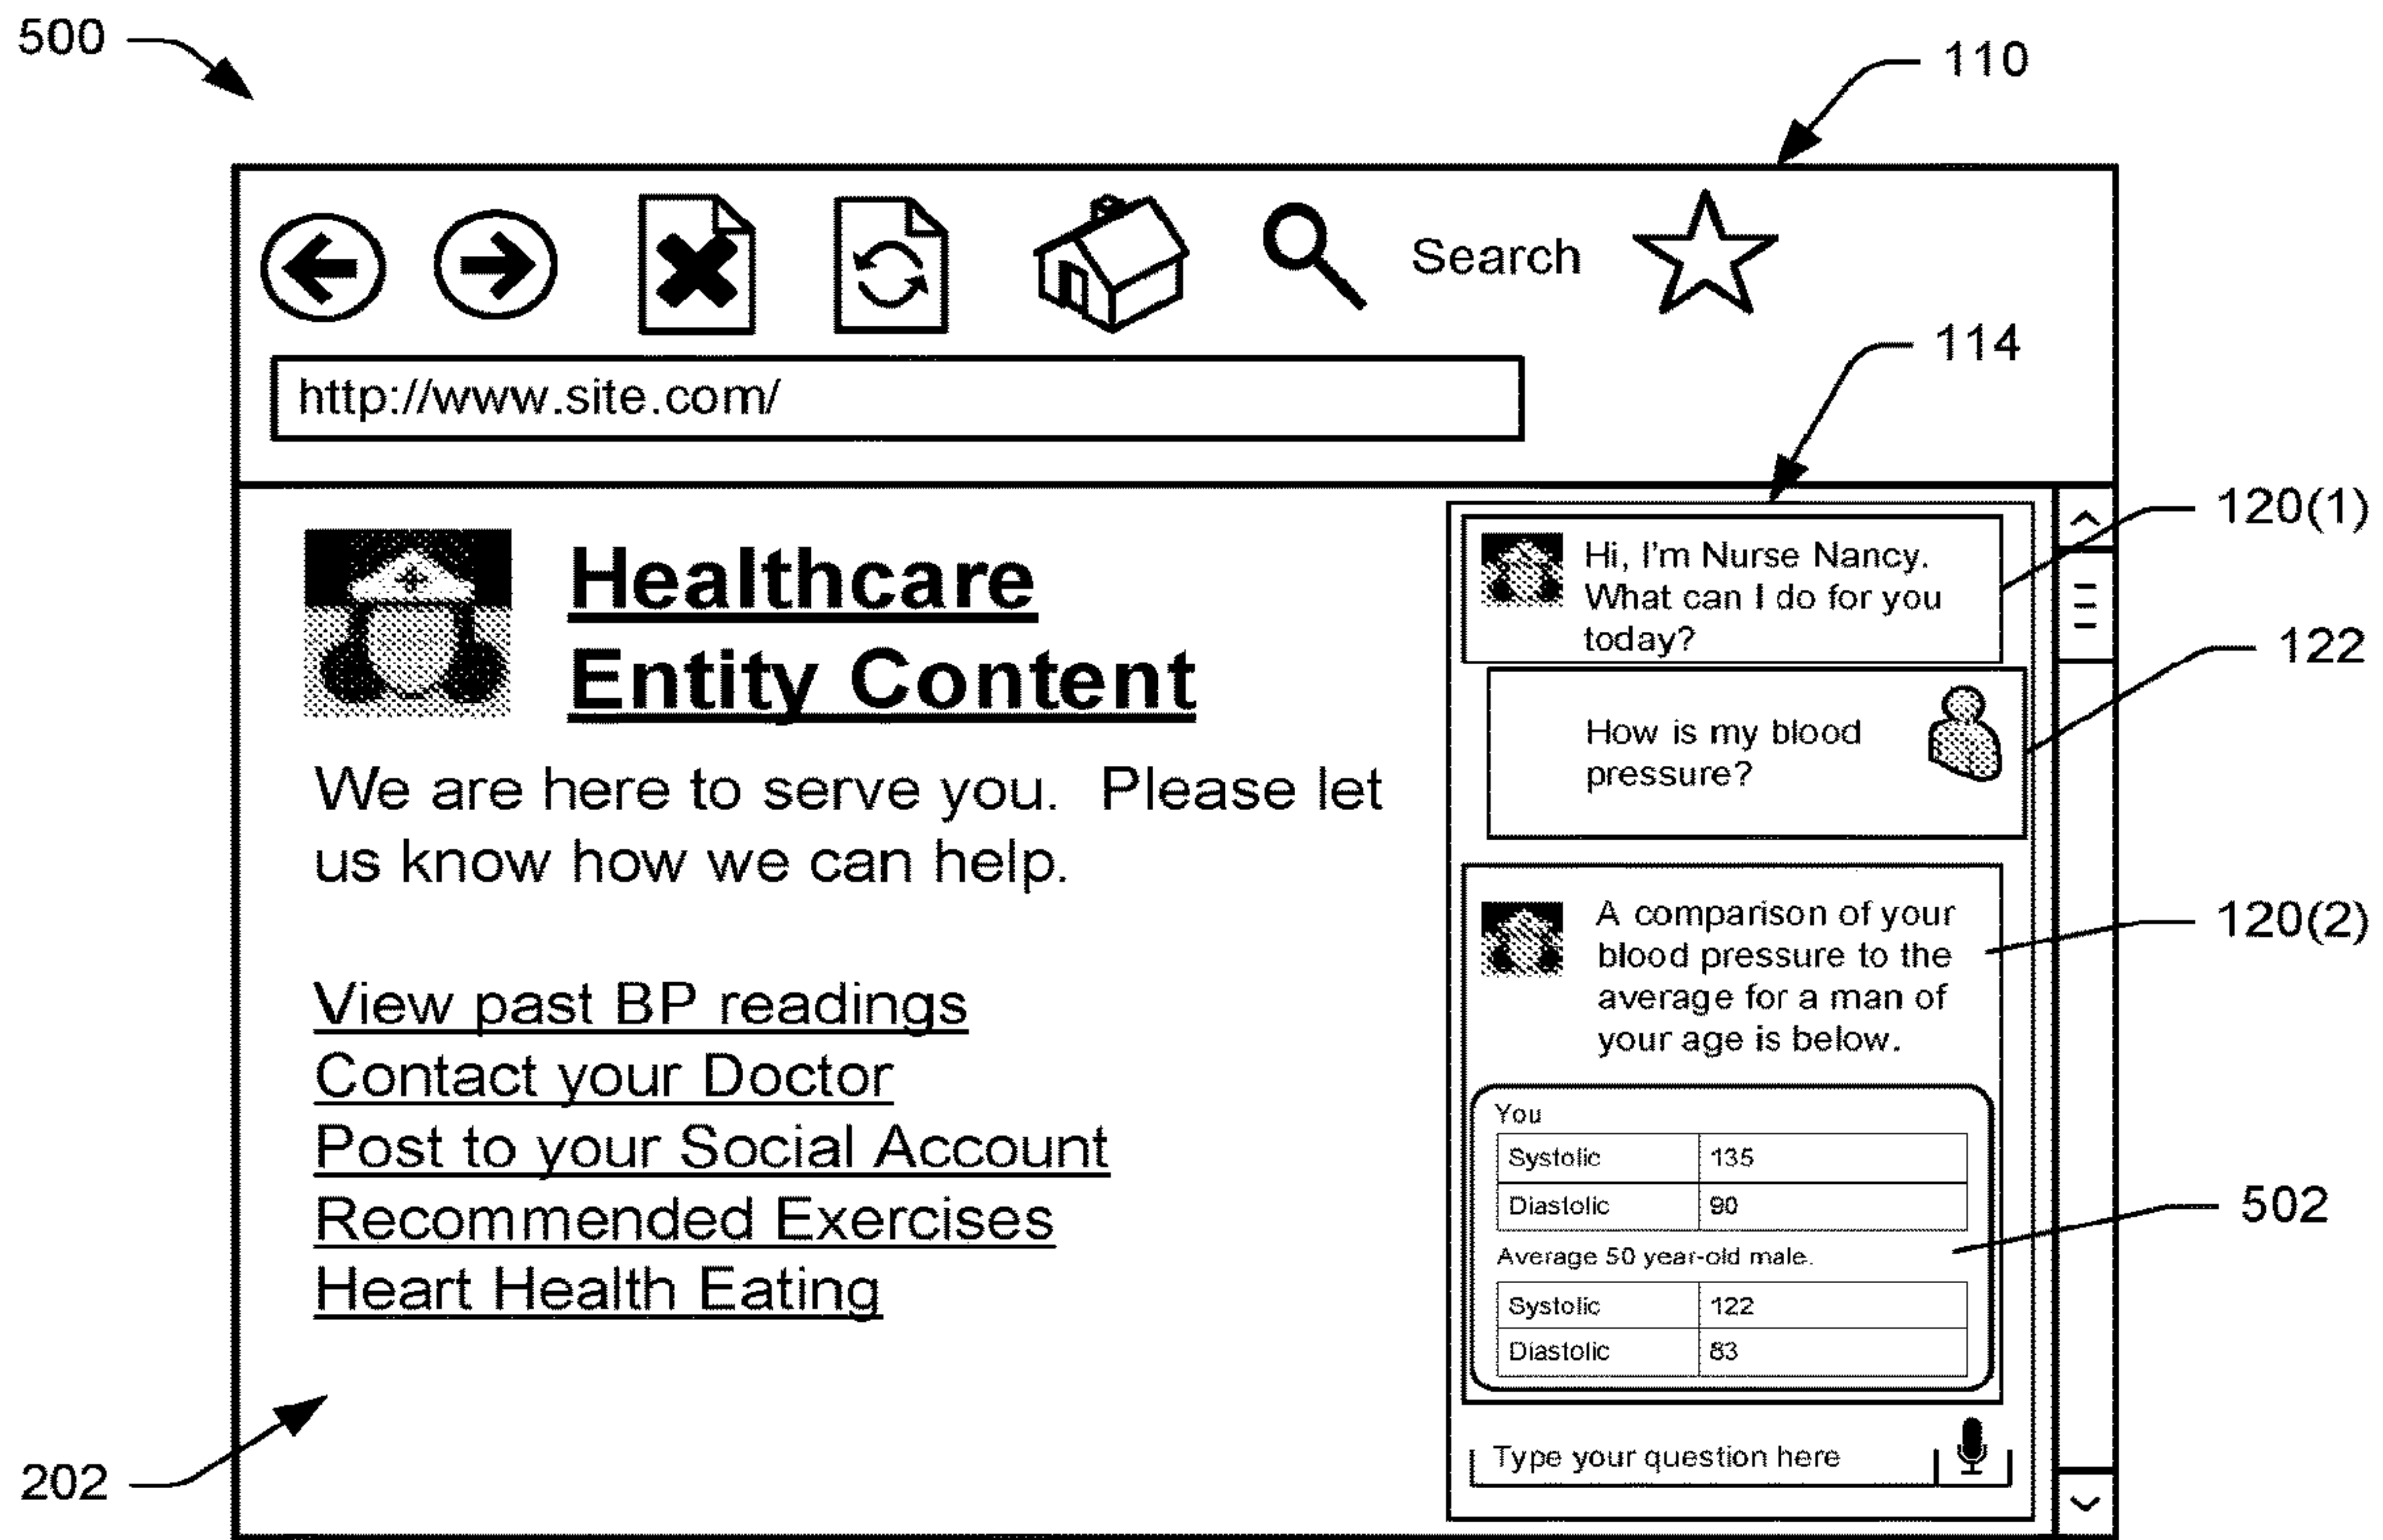 500
110
Search
114
http://www.site.com/
Healthcare
Entity Content
We are here to serve you. Please let
us know how we can help.
View past BP readings
Contact your Doctor
Post to your Social Account
Recommended Exercises
Heart Health Eating
202
Hi, I'm Nurse Nancy.
What can I do for you
today?
120(1)
How is my blood
pressure?
122
A comparison of your
blood pressure to the
average for a man of
your age is below.
120(2)
You
Systolic 135
Diastolic 90
Average 50 year-old male.
Systolic 122
Diastolic 83
502
Type your question here